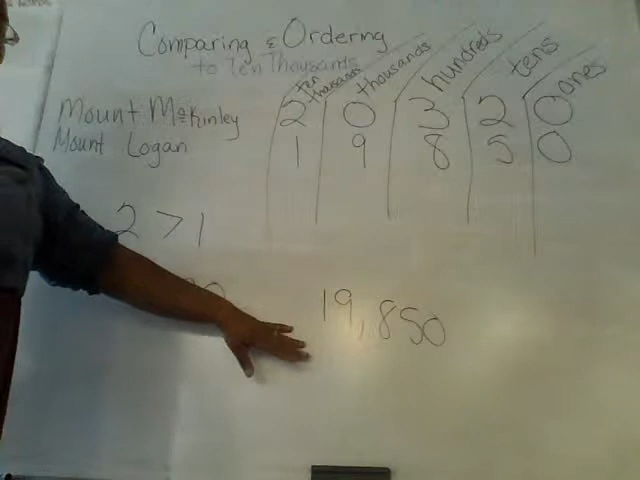 Comparing & Ordering
to Ten Thousands
ten thousands thousands hundreds tens ones
Mount McKinley 2 0 3 2 0
Mount Logan 1 9 8 5 0
2 > 1
19,850